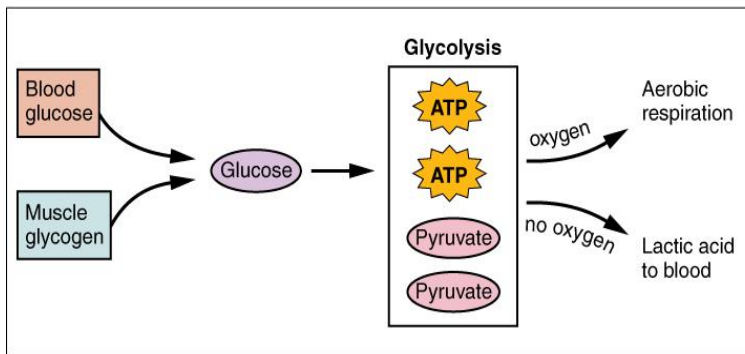 Glycolysis
Blood
glucose
Muscle
glycogen
Glucose
ATP
ATP
Pyruvate
Pyruvate
oxygen
Aerobic
respiration
no oxygen
Lactic acid
to blood